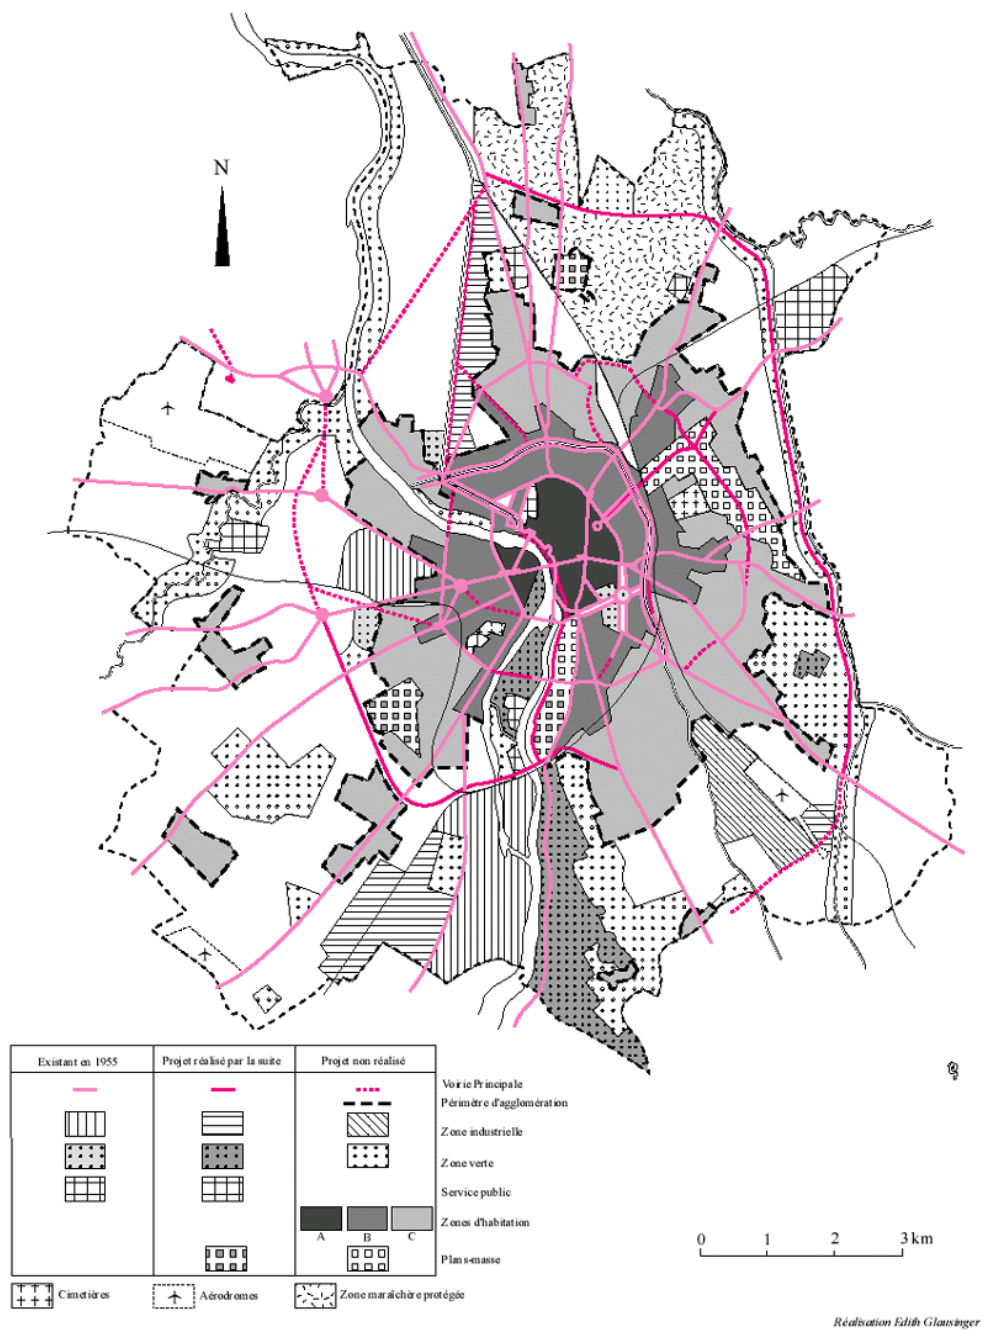 N
Existant en 1955 Projet réalisé par la suite Projet non réalisé
Voirie Principale
Périmètre d'agglomération
Zone industrielle
Zone verte
Service public
Zones d'habitation
A B C
Plans-masse
Cimetières Aérodromes Zone maraîchère protégée
0 1 2 3 km
Réalisation Edith Glausinger